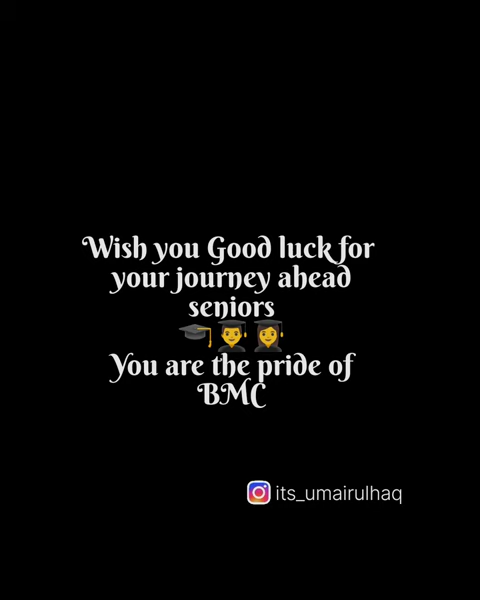 Wish you Good luck for
your journey ahead
seniors
🎓👨‍🎓👩‍🎓
You are the pride of
BMC
its_umairulhaq